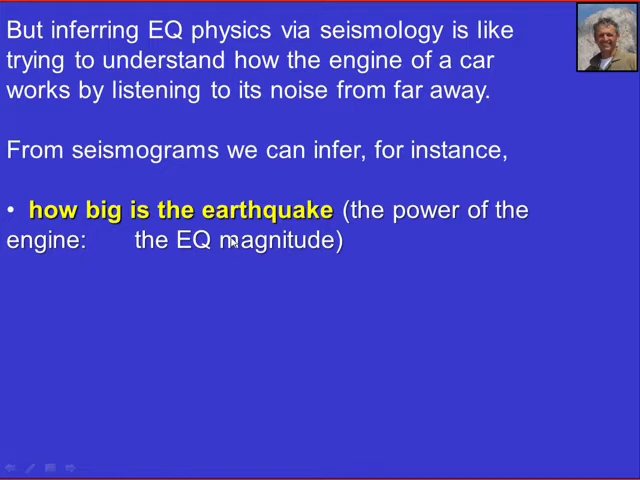 But inferring EQ physics via seismology is like
trying to understand how the engine of a car
works by listening to its noise from far away.
From seismograms we can infer, for instance,
• how big is the earthquake (the power of the
engine: the EQ magnitude)